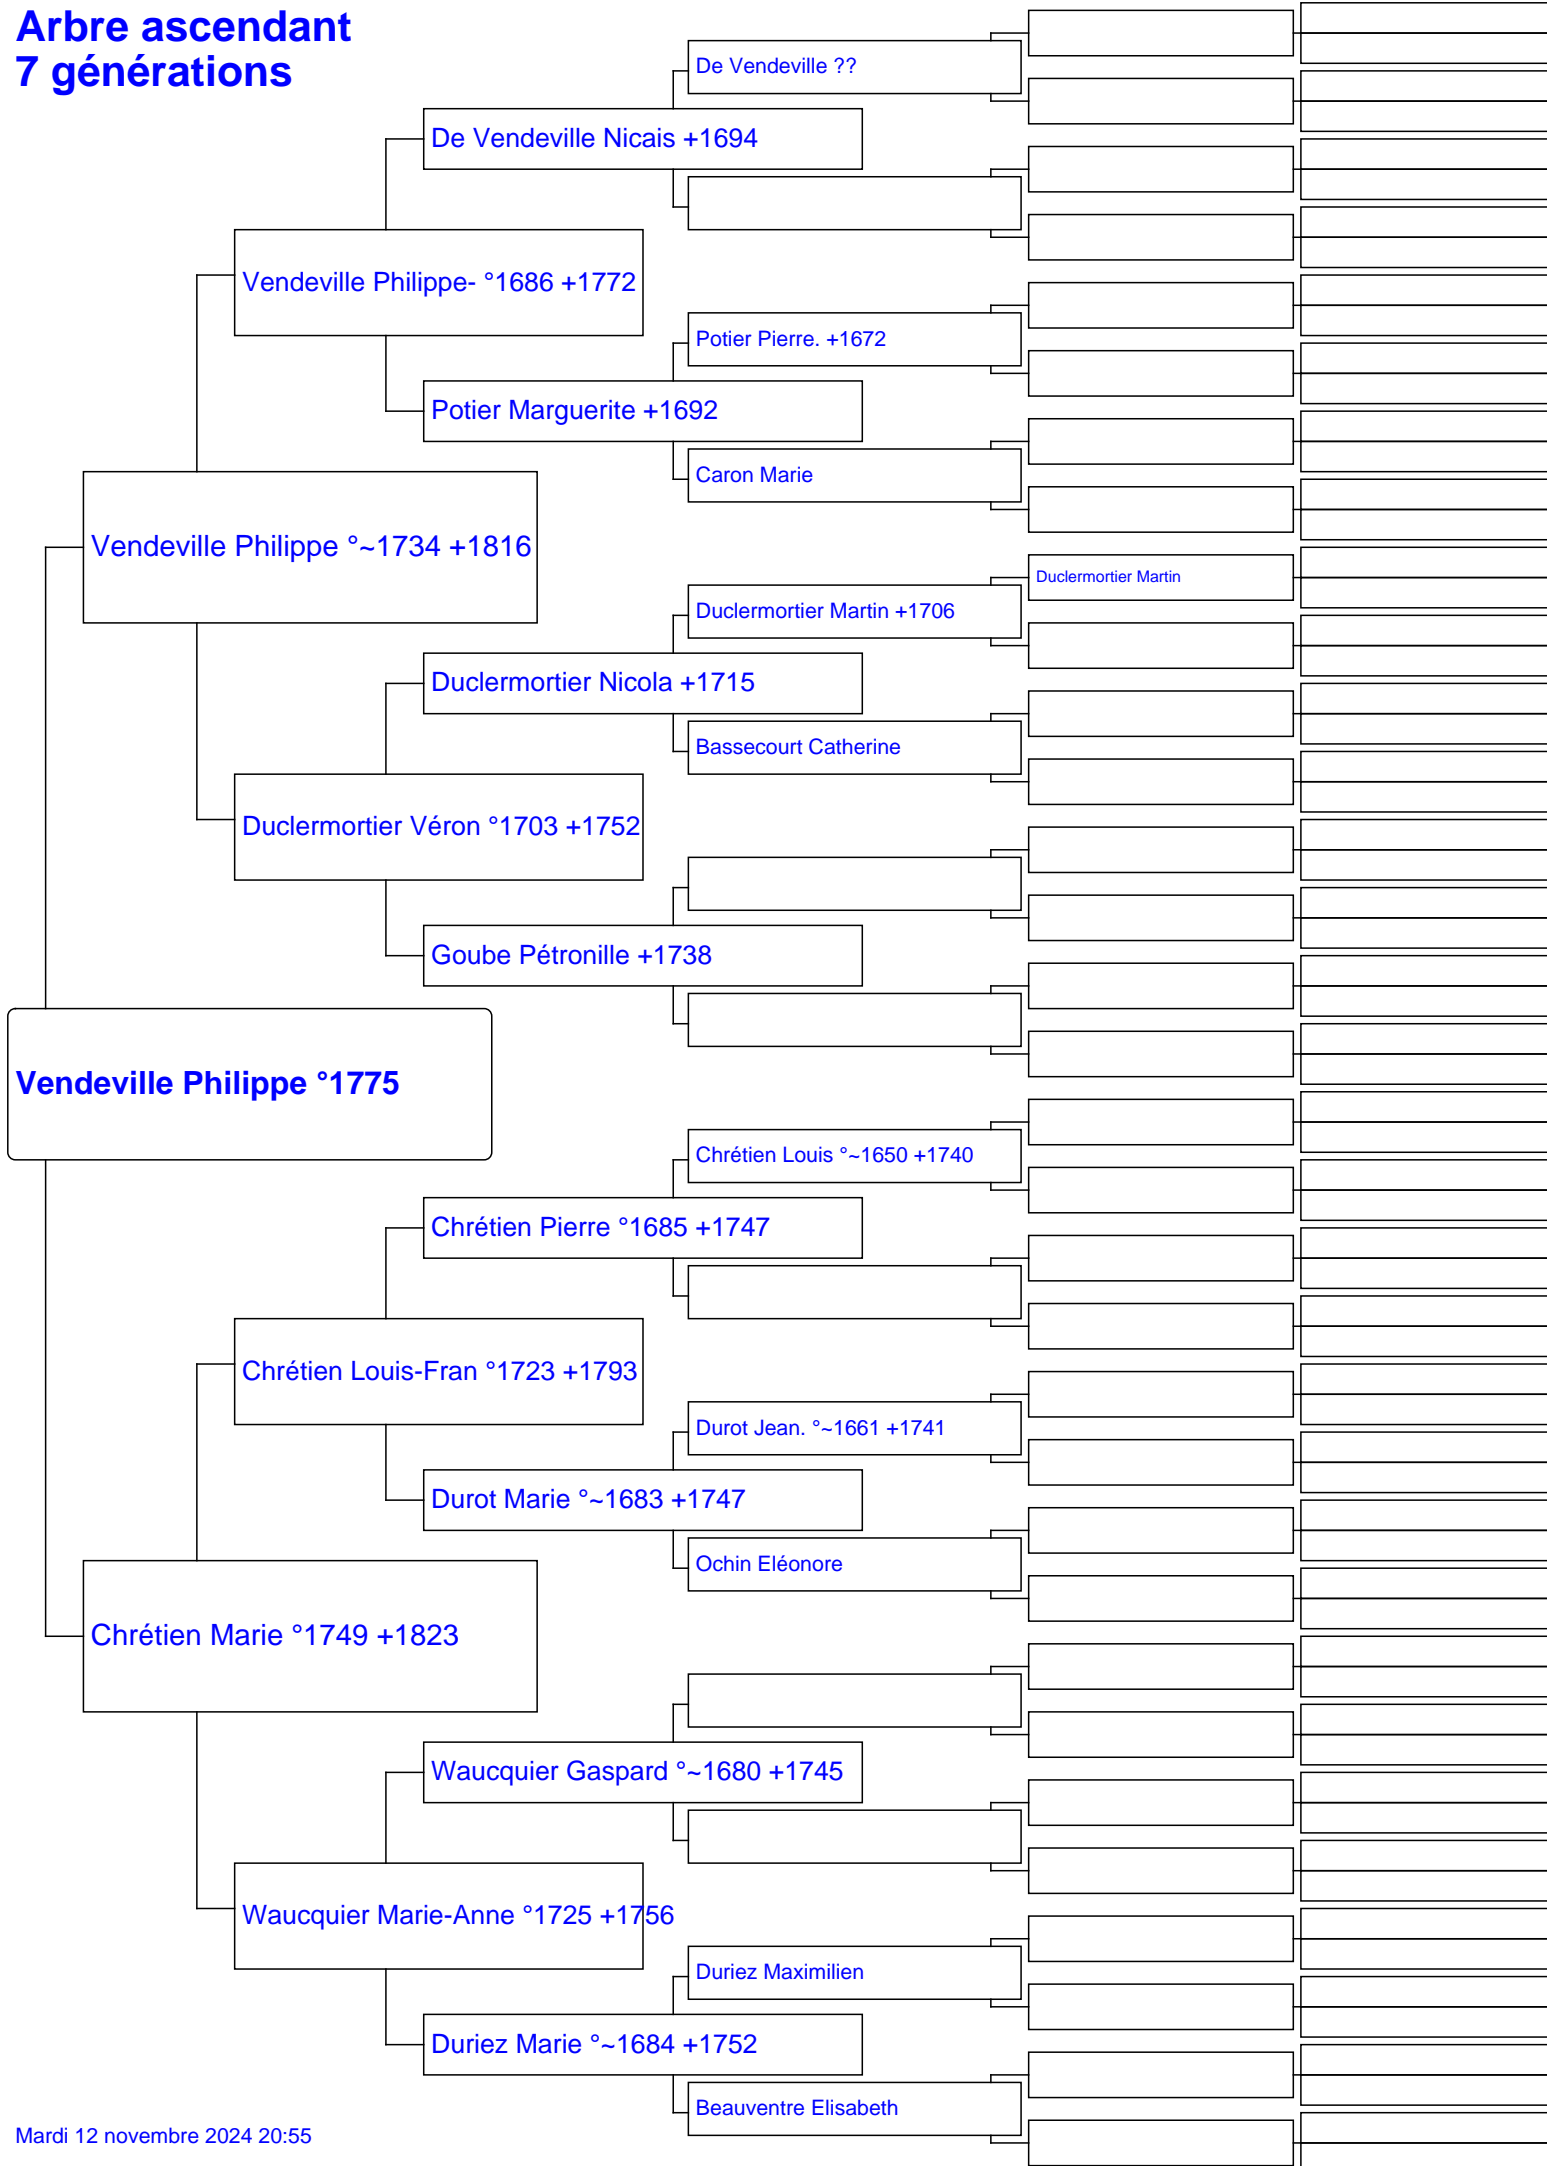 Arbre ascendant
7 générations
De Vendeville ??
De Vendeville Nicais +1694
Vendeville Philippe- °1686 +1772
Potier Pierre. +1672
Potier Marguerite +1692
Caron Marie
Vendeville Philippe °~1734 +1816
Duclermortier Martin
Duclermortier Martin +1706
Duclermortier Nicola +1715
Bassecourt Catherine
Duclermortier Véron °1703 +1752
Goube Pétronille +1738
Vendeville Philippe °1775
Chrétien Louis °~1650 +1740
Chrétien Pierre °1685 +1747
Chrétien Louis-Fran °1723 +1793
Durot Jean. °~1661 +1741
Durot Marie °~1683 +1747
Ochin Eléonore
Chrétien Marie °1749 +1823
Waucquier Gaspard °~1680 +1745
Waucquier Marie-Anne °1725 +1756
Duriez Maximilien
Duriez Marie °~1684 +1752
Beauventre Elisabeth
Mardi 12 novembre 2024 20:55